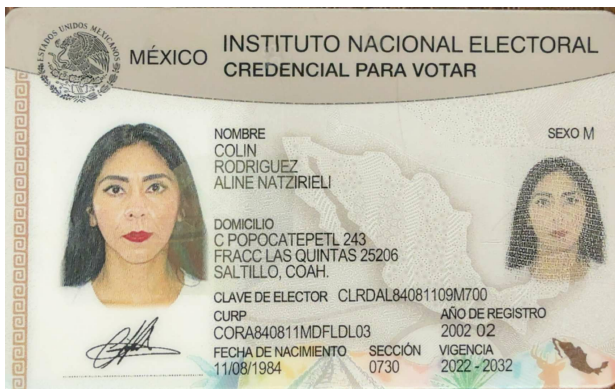 ESTADOS UNIDOS MEXICANOS
MÉXICO
INSTITUTO NACIONAL ELECTORAL
CREDENCIAL PARA VOTAR
NOMBRE
COLIN
RODRIGUEZ
ALINE NATZIRIELI
SEXO M
DOMICILIO
C POPOCATEPETL 243
FRACC LAS QUINTAS 25206
SALTILLO, COAH.
CLAVE DE ELECTOR CLRDAL84081109M700
CURP
CORA840811MDFLDL03
AÑO DE REGISTRO
2002 02
FECHA DE NACIMIENTO
11/08/1984
SECCIÓN
0730
VIGENCIA
2022 - 2032